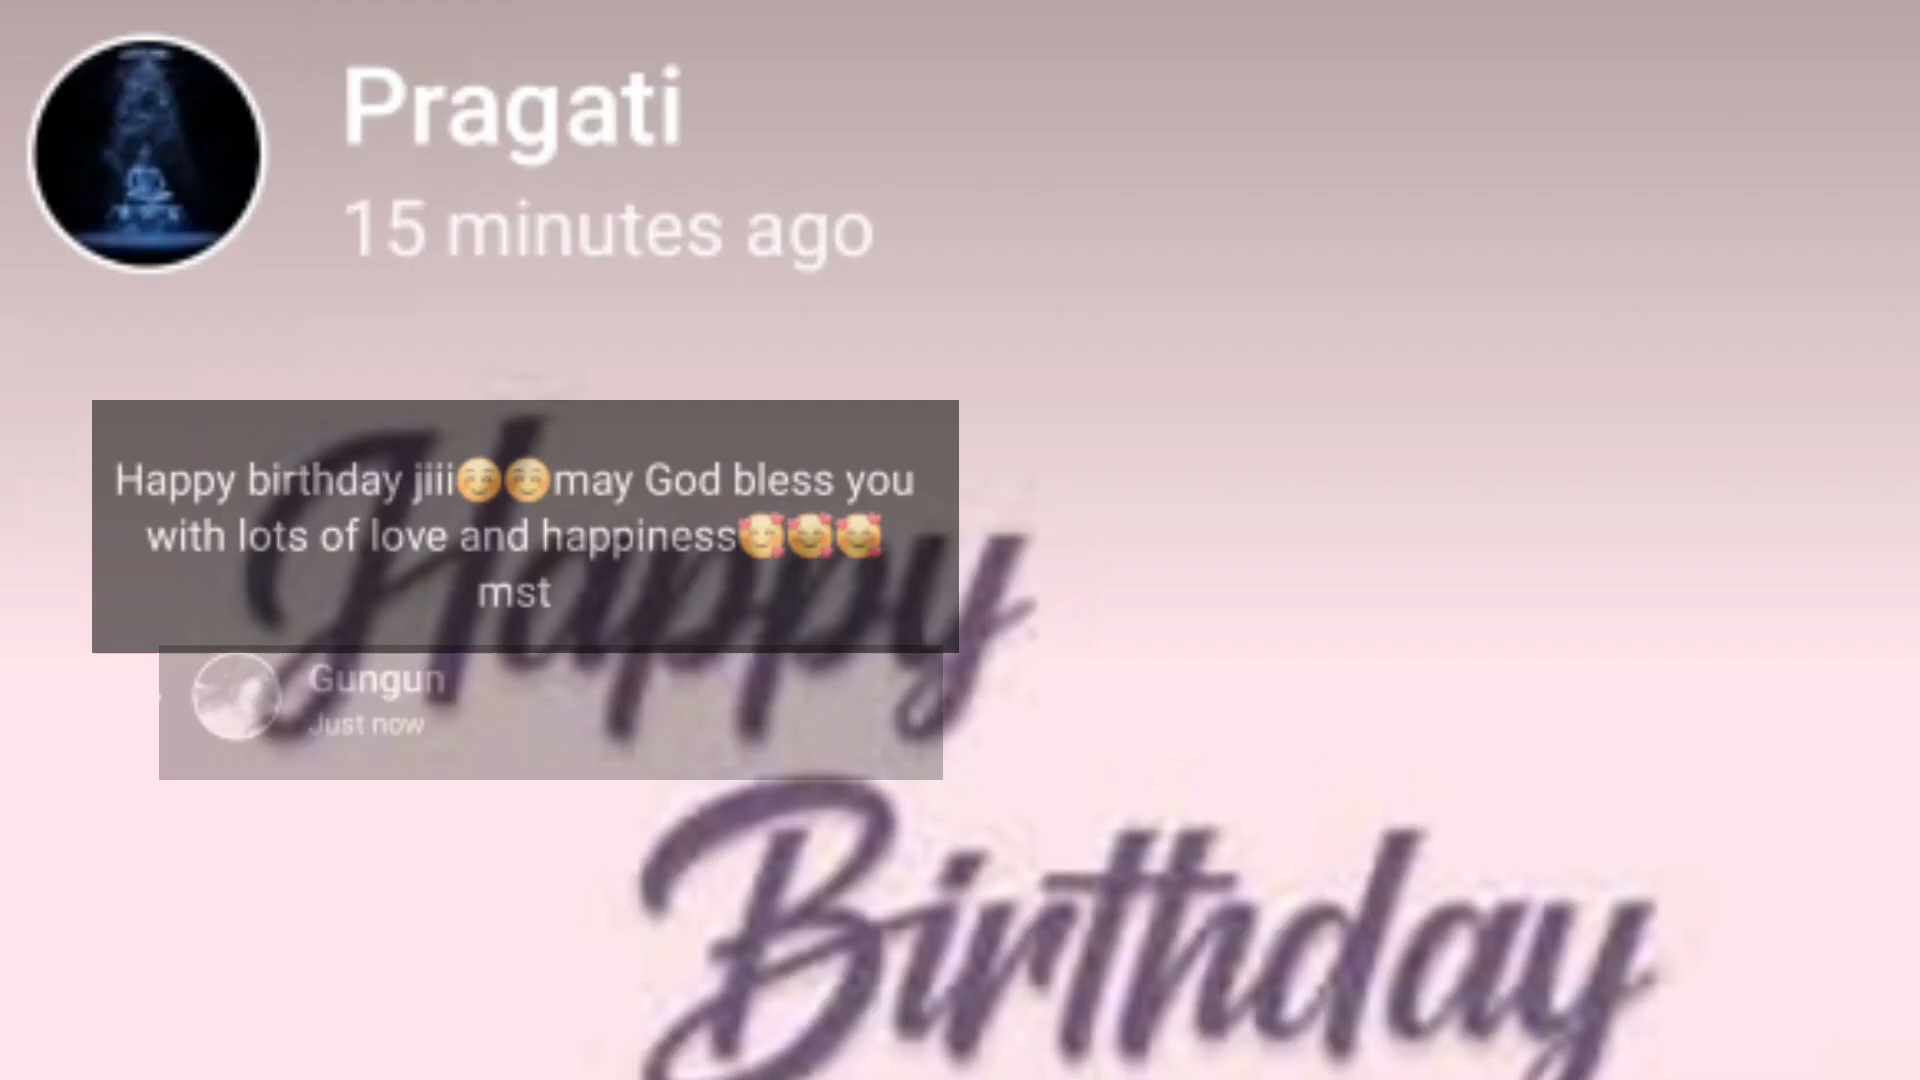 Pragati
15 minutes ago
Happy birthday jiii☺️☺️may God bless you
with lots of love and happiness🥰🥰🥰
mst
Gungun
Just now
Happy
Birthday